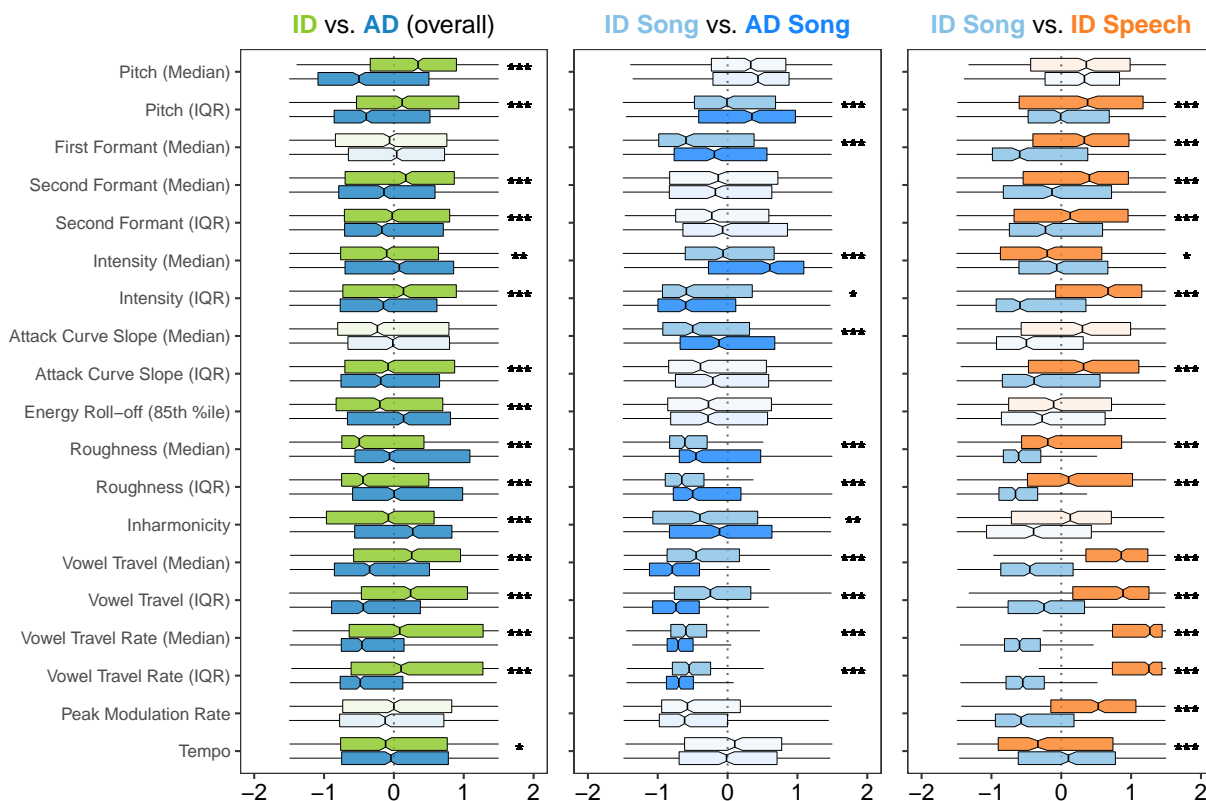 ID vs. AD (overall)
ID Song vs. AD Song
ID Song vs. ID Speech
Pitch (Median)
***
Pitch (IQR)
***
***
***
First Formant (Median)
***
***
Second Formant (Median)
***
***
Second Formant (IQR)
***
***
Intensity (Median)
**
***
*
Intensity (IQR)
***
*
***
Attack Curve Slope (Median)
***
Attack Curve Slope (IQR)
***
***
Energy Roll−off (85th %ile)
***
Roughness (Median)
***
***
***
Roughness (IQR)
***
***
***
Inharmonicity
***
**
Vowel Travel (Median)
***
***
***
Vowel Travel (IQR)
***
***
***
Vowel Travel Rate (Median)
***
***
***
Vowel Travel Rate (IQR)
***
***
***
Peak Modulation Rate
***
Tempo
*
***
−2 −1 0 1 2
−2 −1 0 1 2
−2 −1 0 1 2